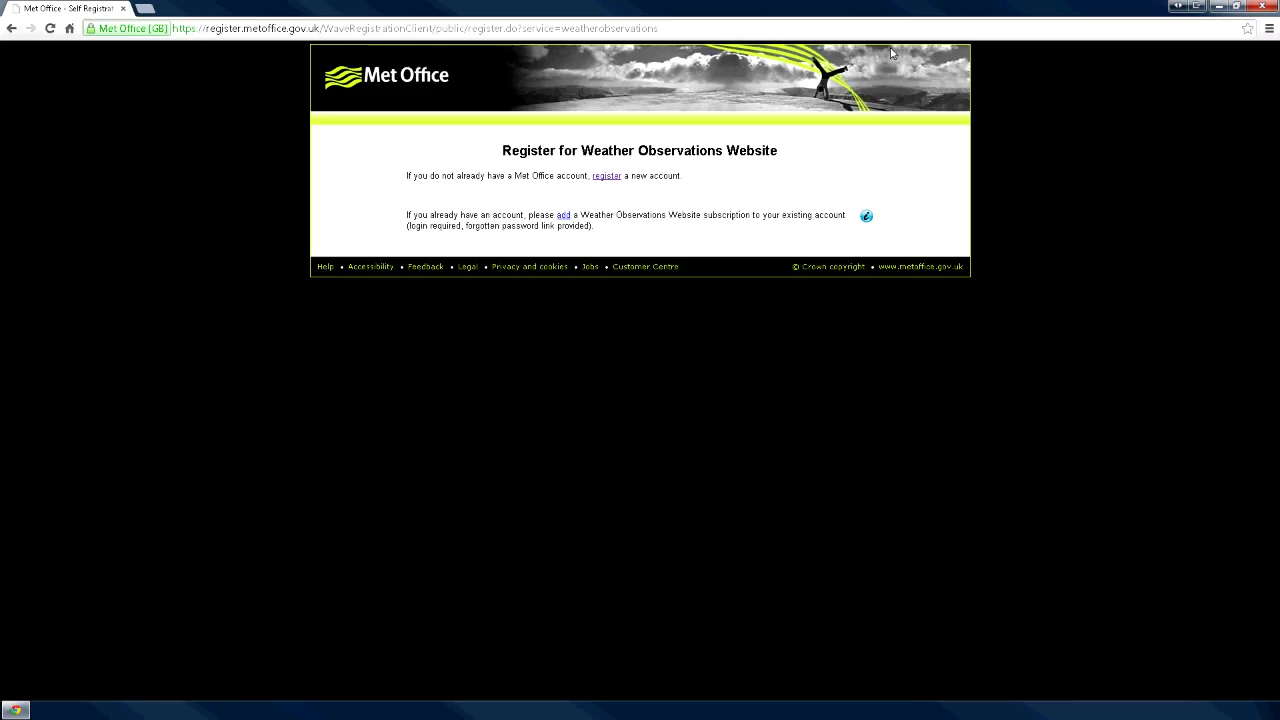 Met Office - Self Registrat
Met Office [GB] https://register.metoffice.gov.uk/WaveRegistrationClient/public/register.do?service=weatherobservations
Met Office
Register for Weather Observations Website
If you do not already have a Met Office account, register a new account.
If you already have an account, please add a Weather Observations Website subscription to your existing account
(login required, forgotten password link provided).
Help • Accessibility • Feedback • Legal • Privacy and cookies • Jobs • Customer Centre © Crown copyright • www.metoffice.gov.uk